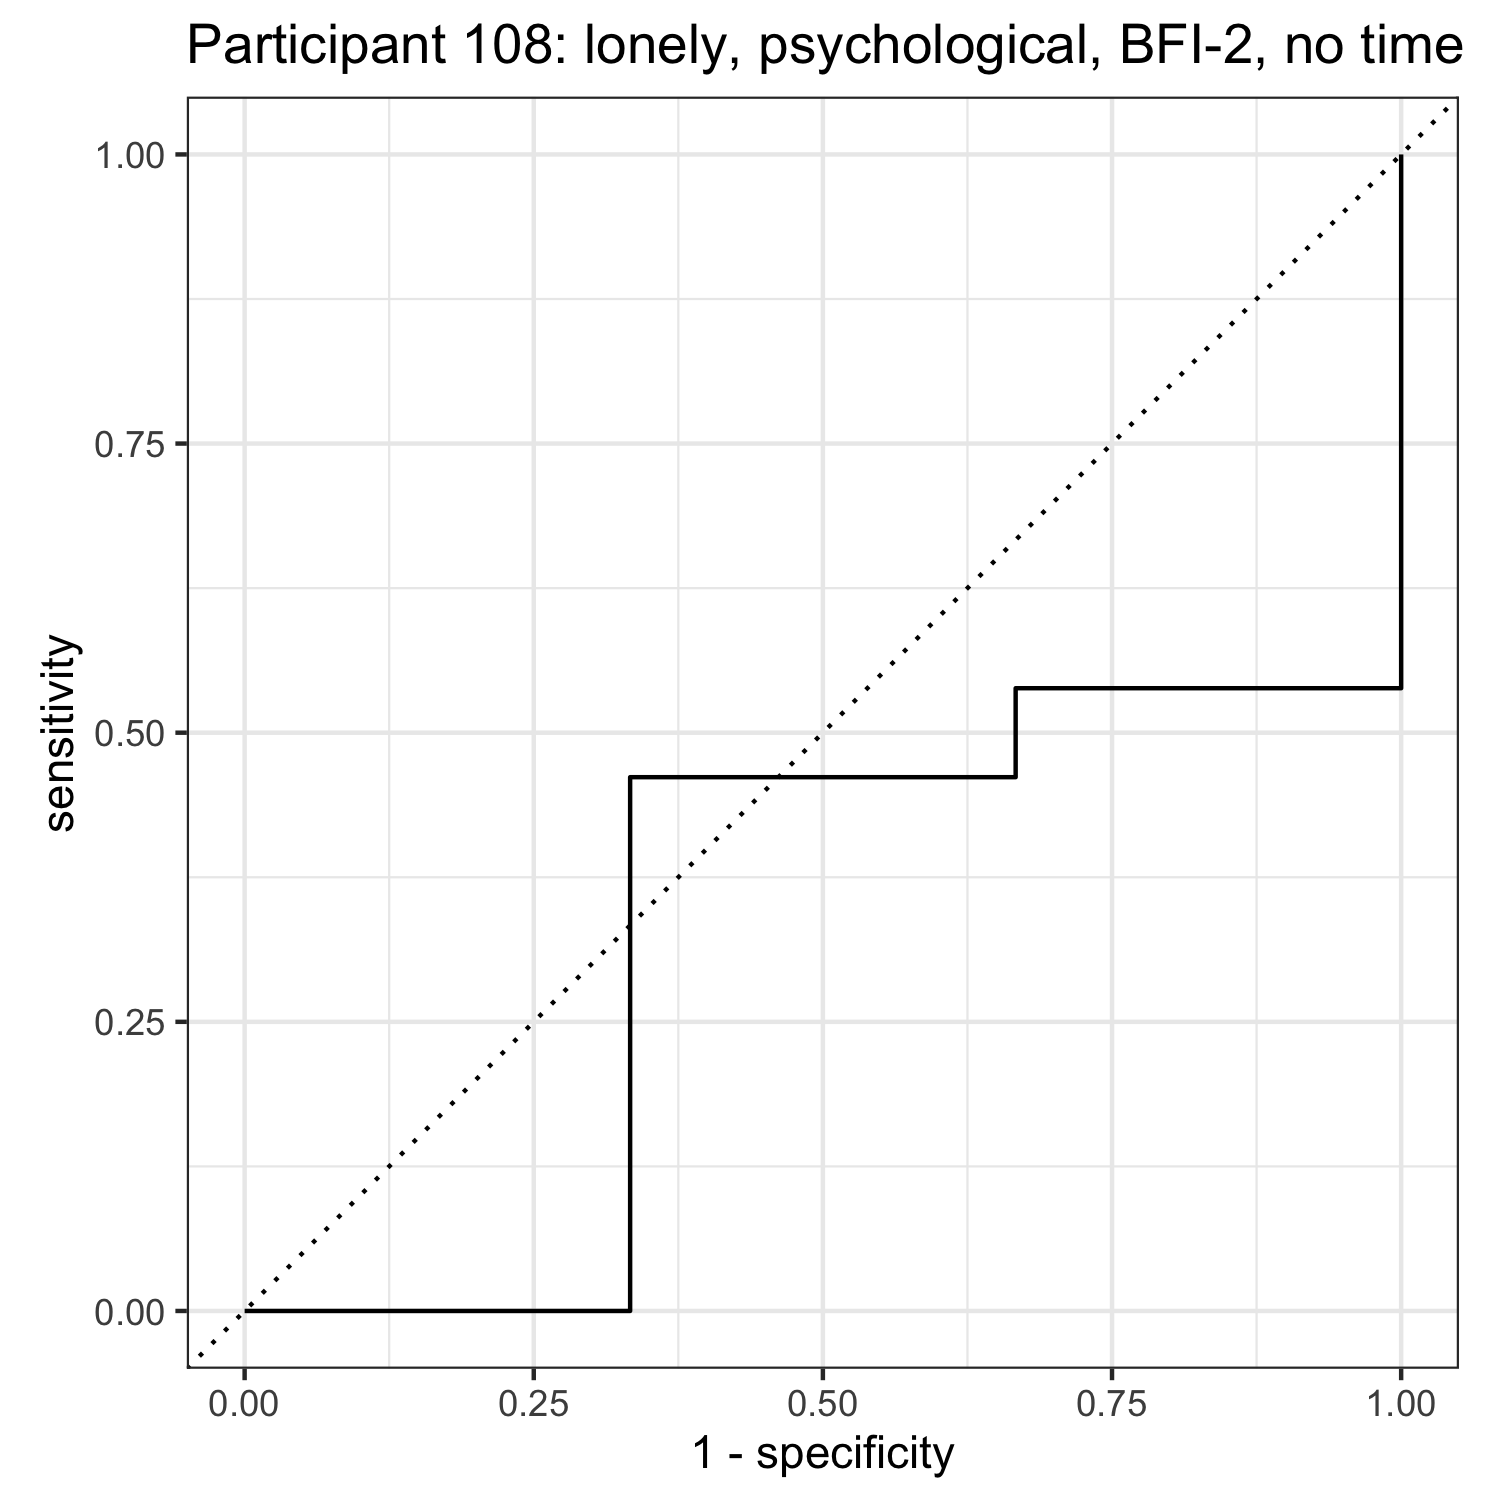 Participant 108: lonely, psychological, BFI-2, no time
1.00
0.75
0.50
0.25
0.00
sensitivity
0.00 0.25 0.50 0.75 1.00
1 - specificity